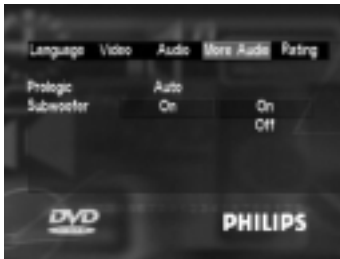 Language Video Audio More Audio Rating
Prologic Auto
Subwoofer On On
Off
DVD
PHILIPS